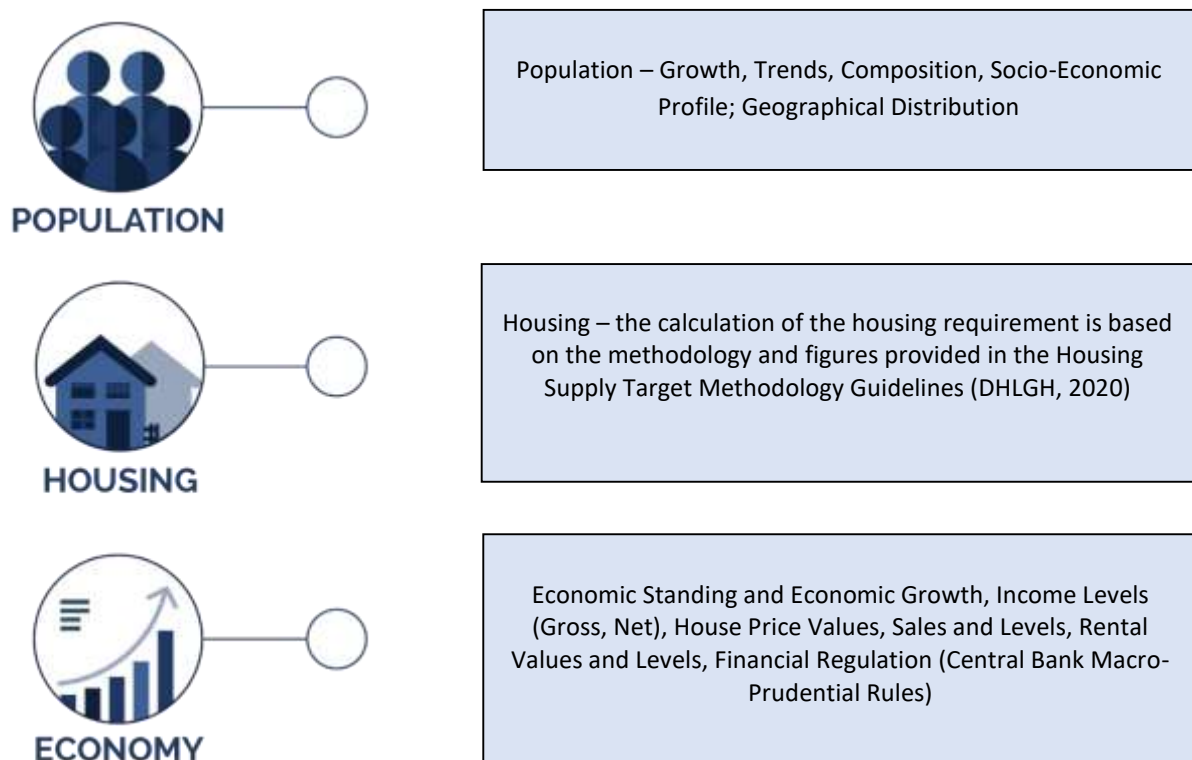 Population – Growth, Trends, Composition, Socio-Economic
Profile; Geographical Distribution
POPULATION
Housing – the calculation of the housing requirement is based
on the methodology and figures provided in the Housing
Supply Target Methodology Guidelines (DHLGH, 2020)
HOUSING
Economic Standing and Economic Growth, Income Levels
(Gross, Net), House Price Values, Sales and Levels, Rental
Values and Levels, Financial Regulation (Central Bank Macro-
Prudential Rules)
ECONOMY